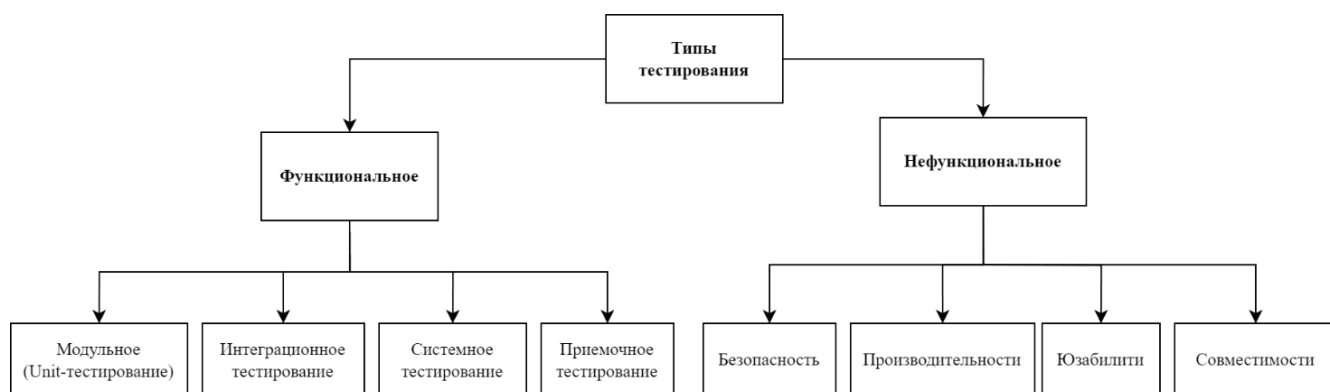 Типы
тестирования
Функциональное
Нефункциональное
Модульное
(Unit-тестирование)
Интеграционное
тестирование
Системное
тестирование
Приемочное
тестирование
Безопасность
Производительности
Юзабилити
Совместимости